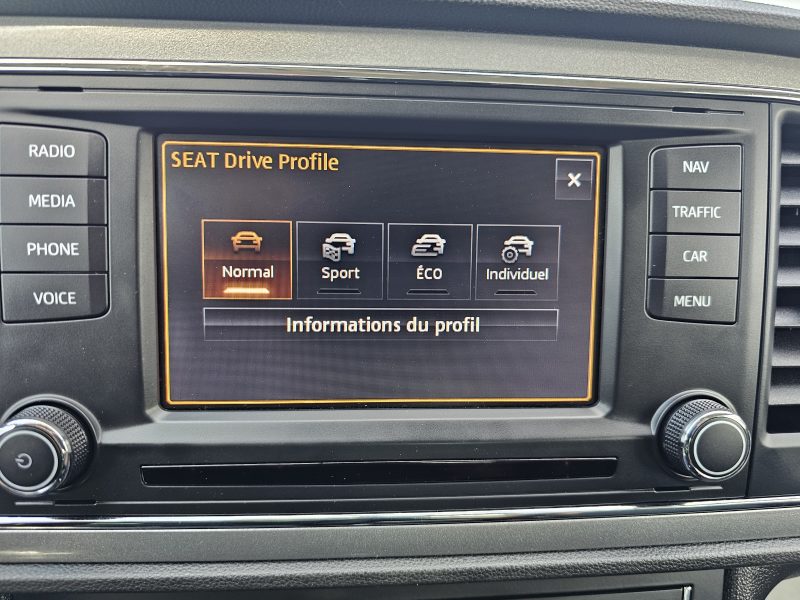 RADIO
MEDIA
PHONE
VOICE
SEAT Drive Profile
Normal
Sport
ÉCO
Individuel
Informations du profil
NAV
TRAFFIC
CAR
MENU